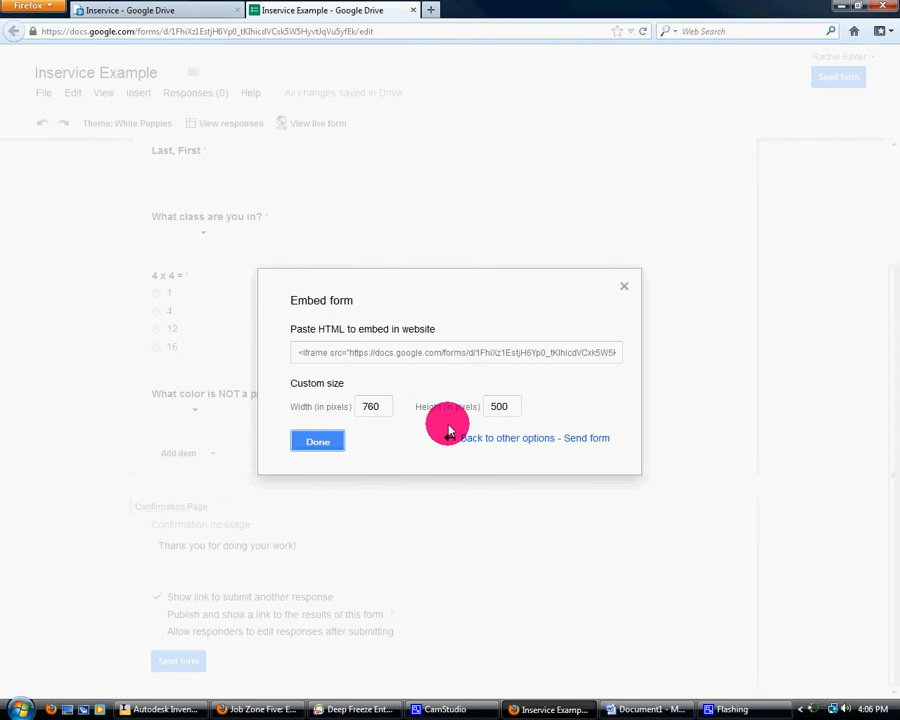 Firefox
Inservice - Google Drive
Inservice Example - Google Drive
https://docs.google.com/forms/d/1FhiXz1EstjH6Yp0_tKIhicdVCxk5W5HyvtJqVu5yfEk/edit
Web Search
Inservice Example
Rachel Baxter
Send form
File Edit View Insert Responses (0) Help All changes saved in Drive
Theme: White Poppies View responses View live form
Last, First *
What class are you in? *
4 x 4 = *
1
4
12
16
What color is NOT a p
Add item
Embed form
Paste HTML to embed in website
<iframe src="https://docs.google.com/forms/d/1FhiXz1EstjH6Yp0_tKIhicdVCxk5W5H
Custom size
Width (in pixels) 760 Height (in pixels) 500
Done Back to other options - Send form
Confirmation Page
Confirmation message
Thank you for doing your work!
Show link to submit another response
Publish and show a link to the results of this form
Allow responders to edit responses after submitting
Send form
Autodesk Inven... Job Zone Five: E... Deep Freeze Ent... CamStudio Inservice Examp... Document1 - M... Flashing 4:06 PM